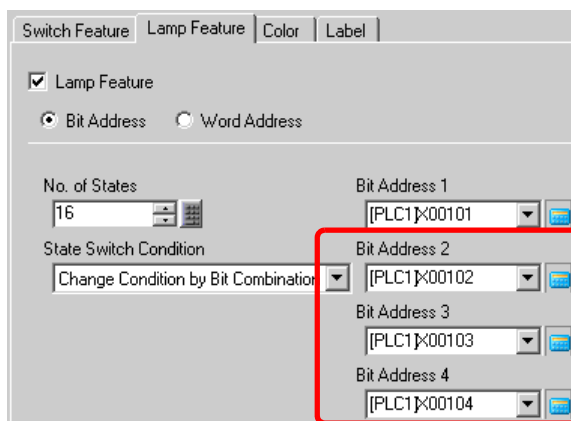 Switch Feature Lamp Feature Color Label
Lamp Feature
Bit Address Word Address
No. of States
16
State Switch Condition
Change Condition by Bit Combination
Bit Address 1
[PLC1]X00101
Bit Address 2
[PLC1]X00102
Bit Address 3
[PLC1]X00103
Bit Address 4
[PLC1]X00104